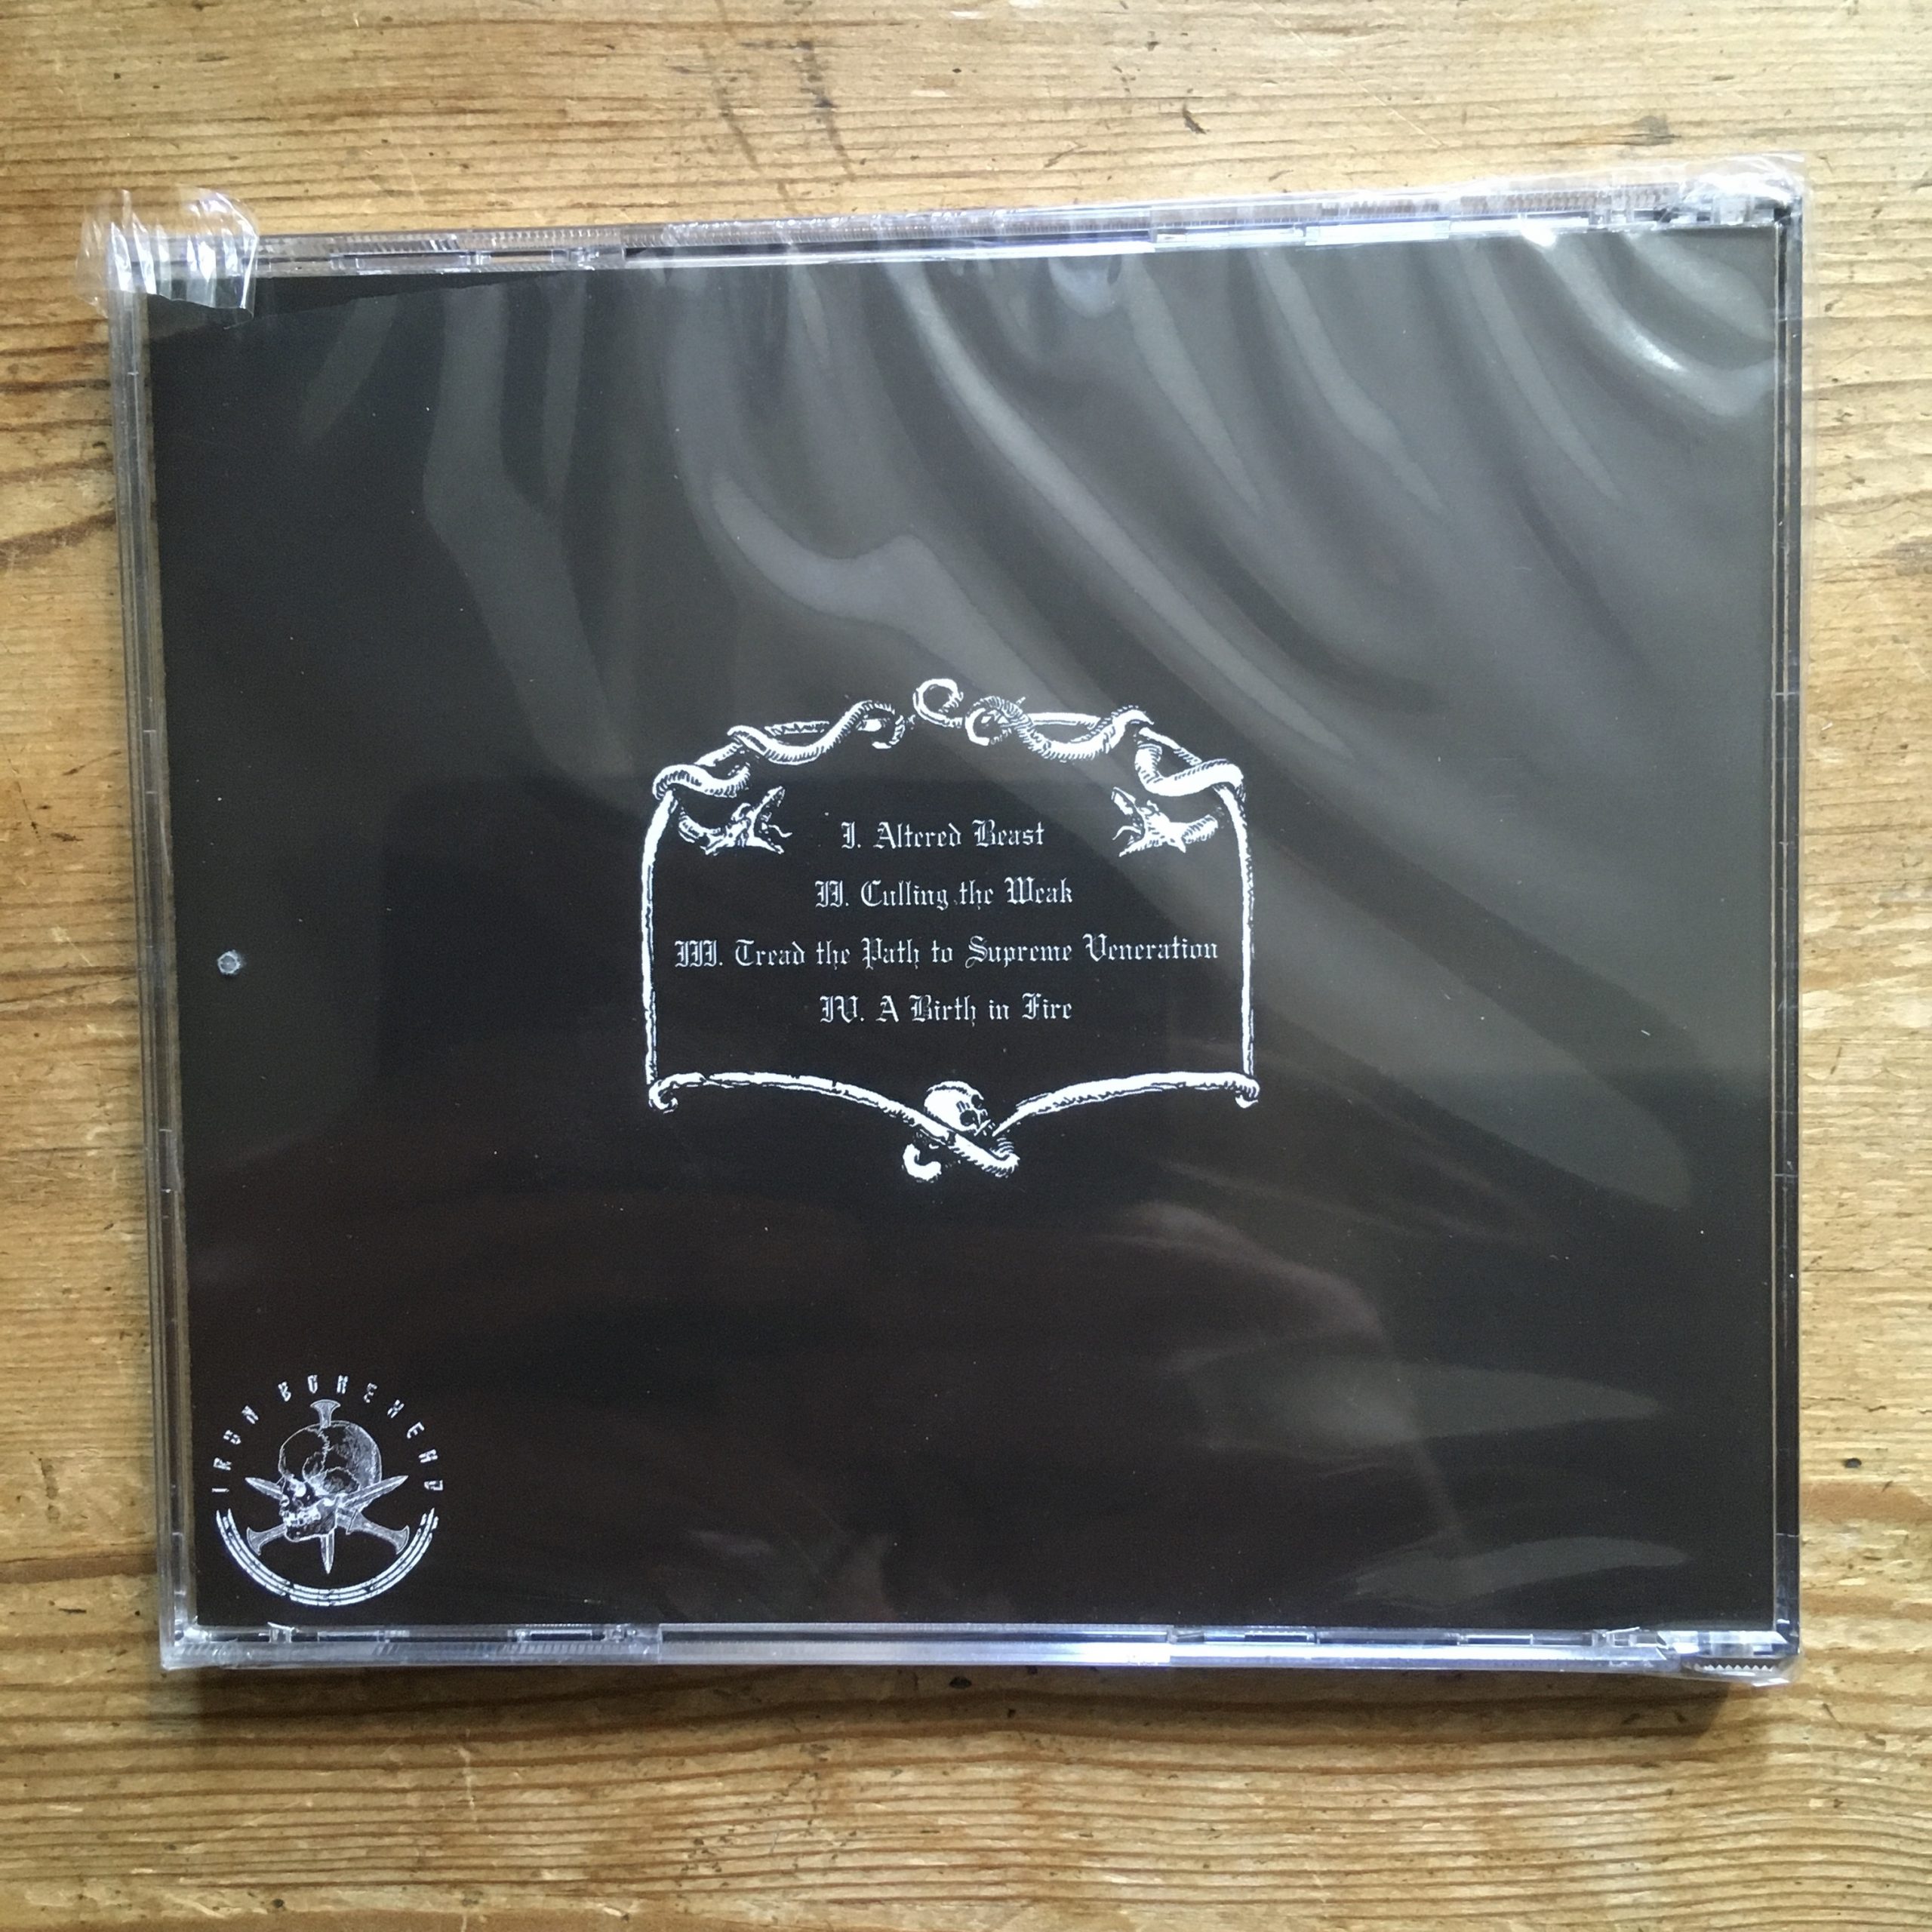 I. Altered Beast
II. Culling the Weak
III. Tread the Path to Supreme Veneration
IV. A Birth in Fire
IRON BONEHEAD